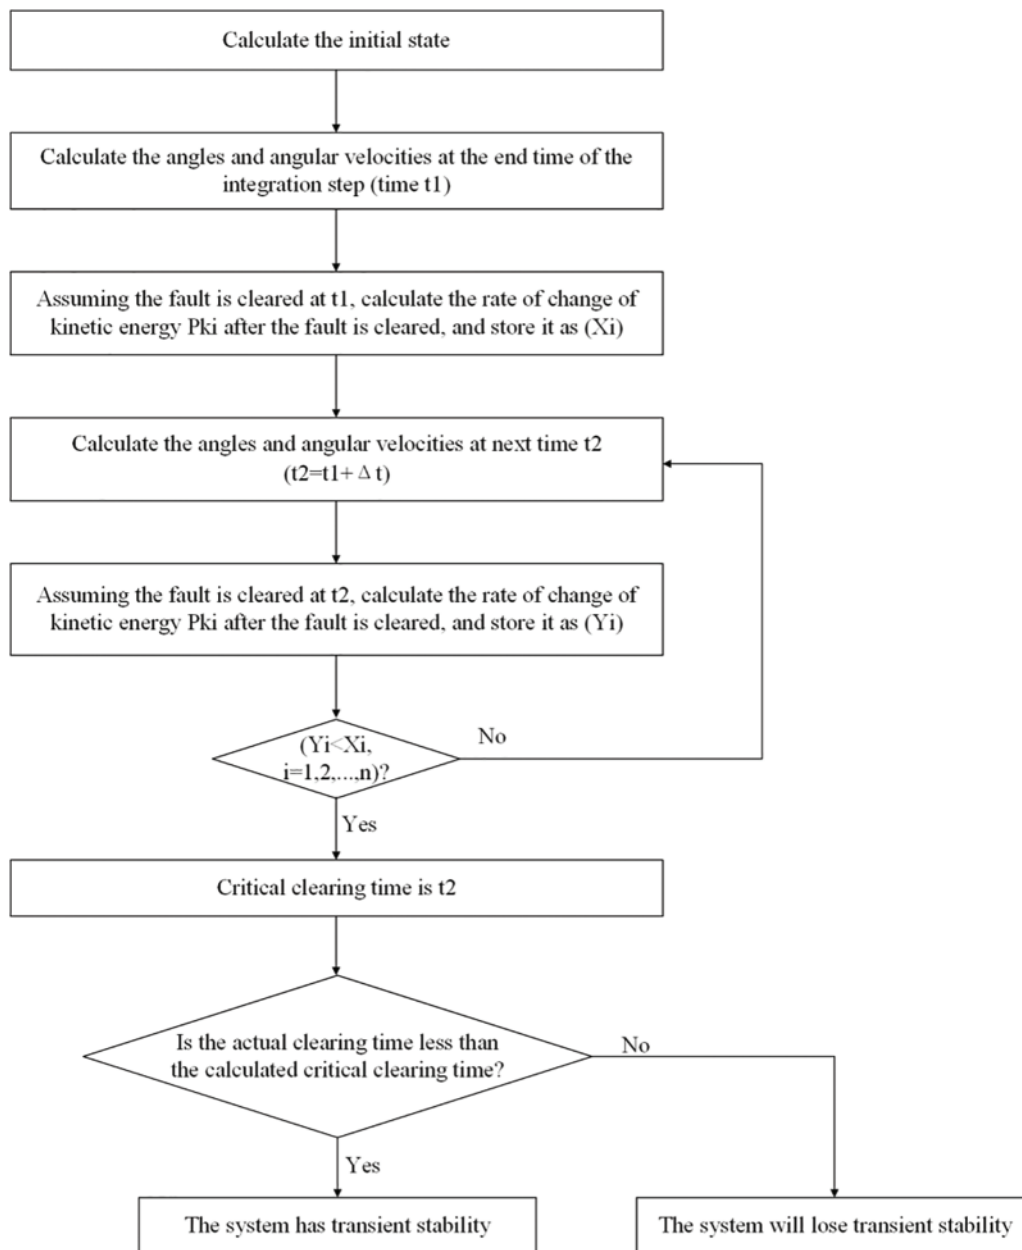 Calculate the initial state
Calculate the angles and angular velocities at the end time of the
integration step (time t1)
Assuming the fault is cleared at t1, calculate the rate of change of
kinetic energy Pki after the fault is cleared, and store it as (Xi)
Calculate the angles and angular velocities at next time t2
(t2=t1+Δt)
Assuming the fault is cleared at t2, calculate the rate of change of
kinetic energy Pki after the fault is cleared, and store it as (Yi)
(Yi<Xi,
i=1,2,...,n)?
No
Yes
Critical clearing time is t2
Is the actual clearing time less than
the calculated critical clearing time?
No
Yes
The system has transient stability
The system will lose transient stability